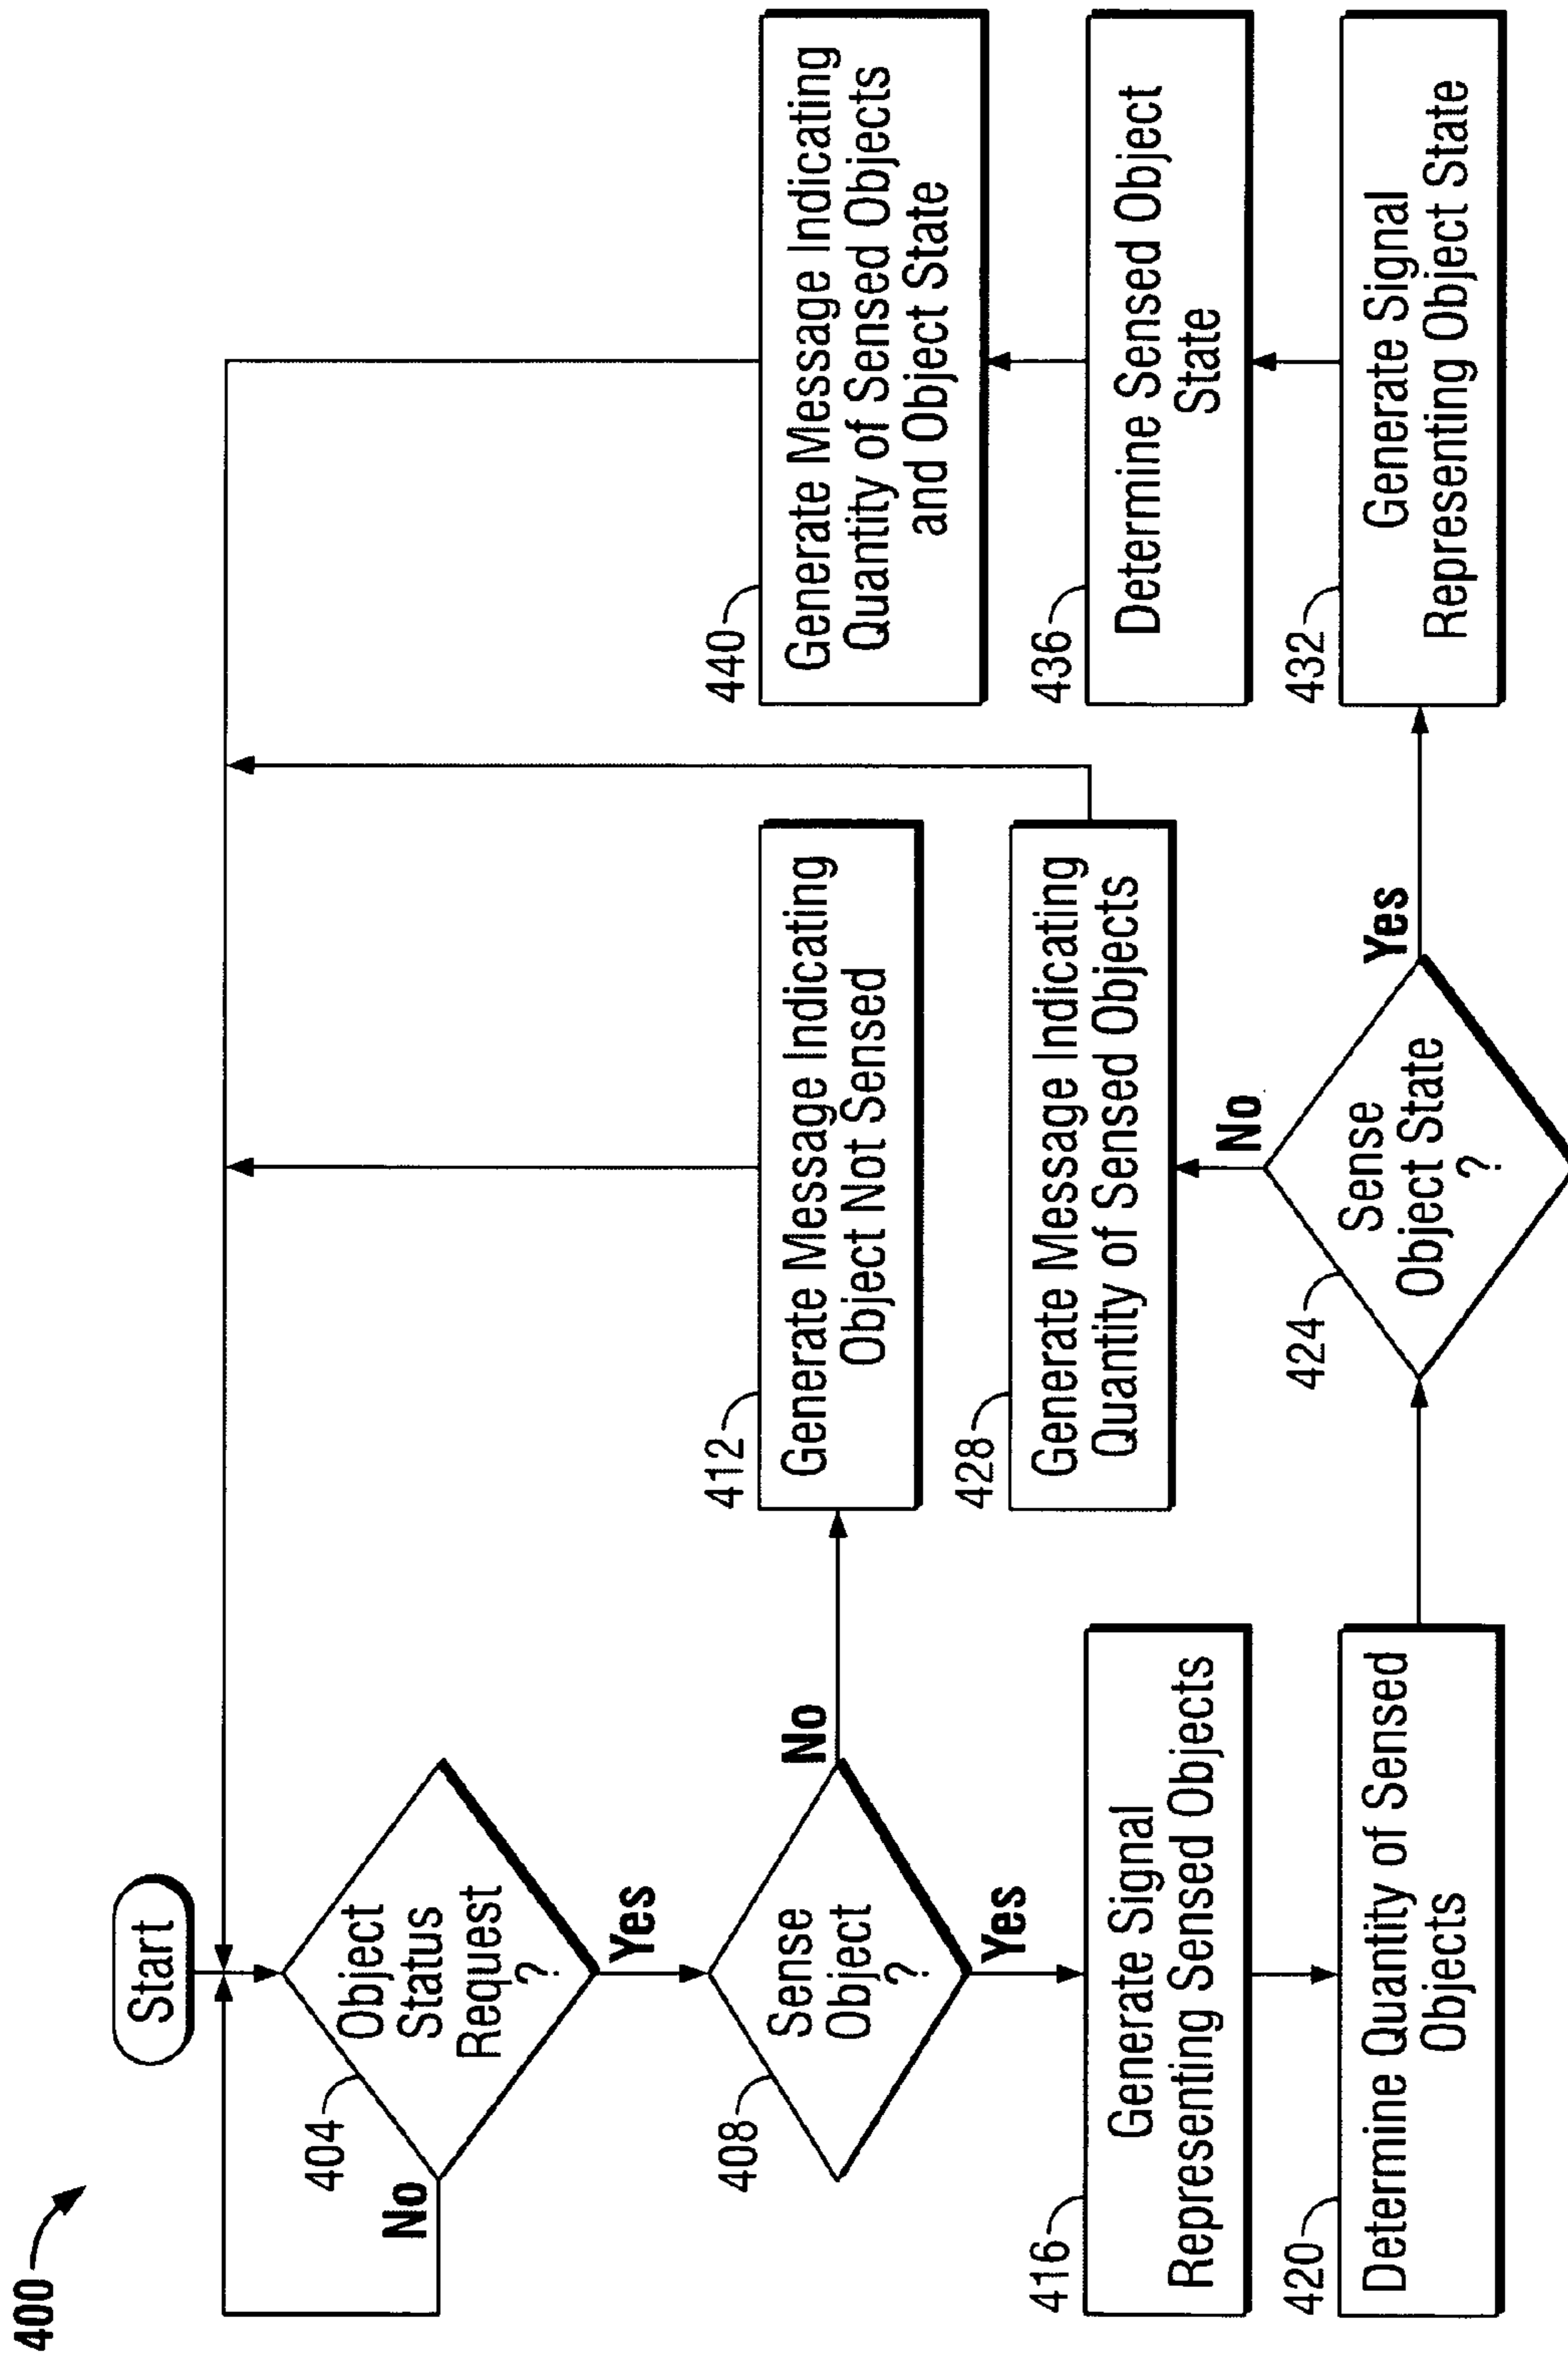 400
Start
404
Object
Status
Request
?
No
Yes
408
Sense
Object
?
No
Yes
412
Generate Message Indicating
Object Not Sensed
416
Generate Signal
Representing Sensed Objects
420
Determine Quantity of Sensed
Objects
424
Sense
Object State
?
No
Yes
428
Generate Message Indicating
Quantity of Sensed Objects
432
Generate Signal
Representing Object State
436
Determine Sensed Object
State
440
Generate Message Indicating
Quantity of Sensed Objects
and Object State